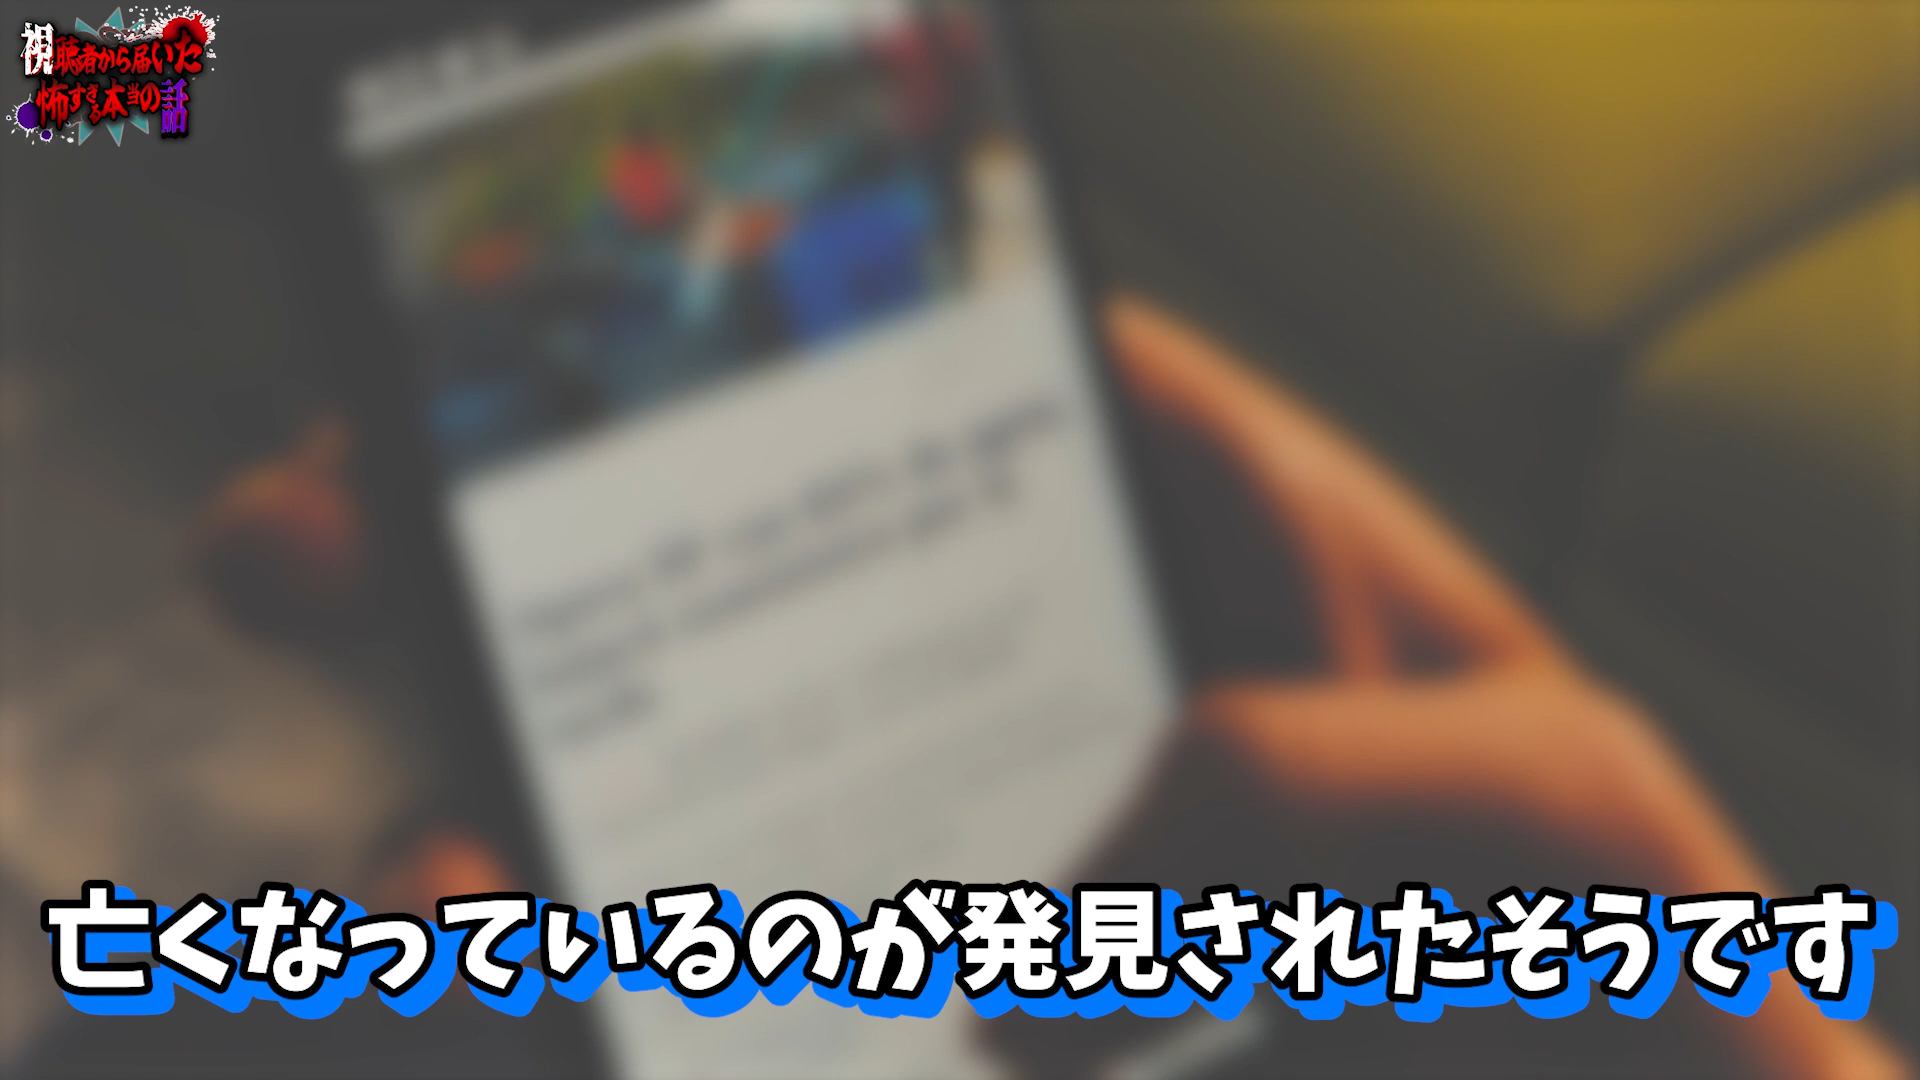 視聴者から届いた
怖すぎる本当の話
亡くなっているのが発見されたそうです